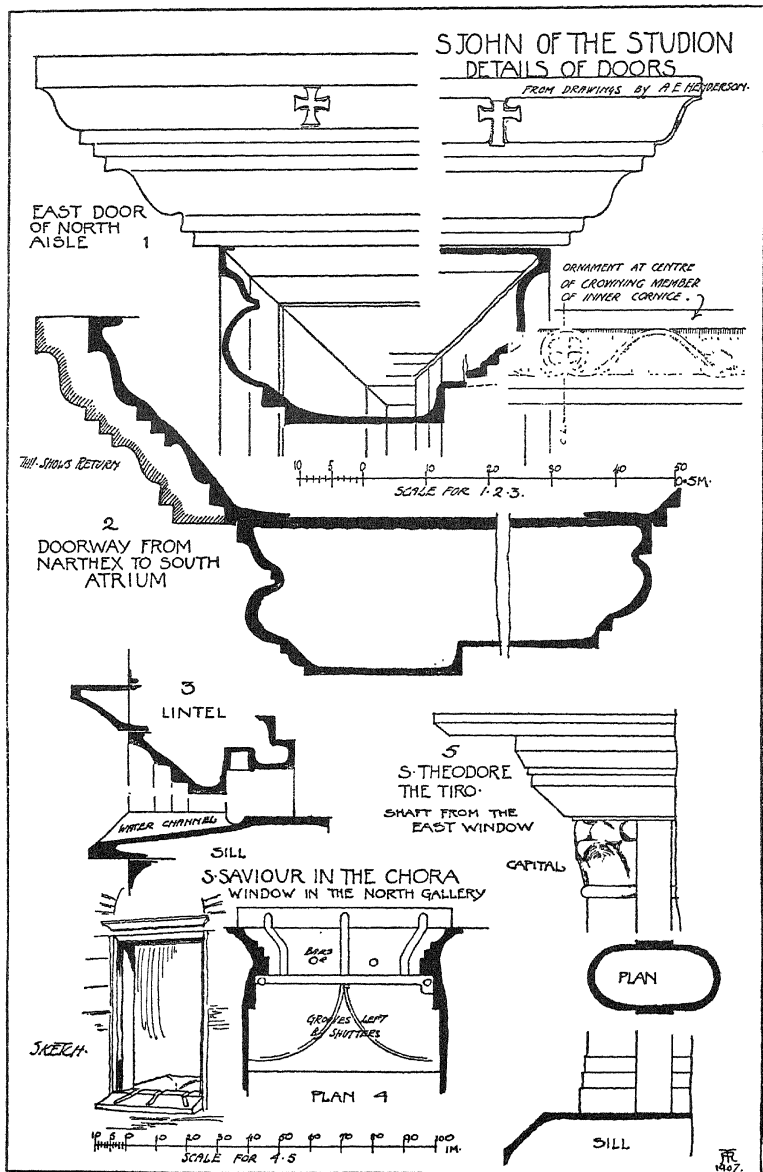 S JOHN OF THE STUDION
DETAILS OF DOORS
FROM DRAWINGS BY A E HENDERSON.
EAST DOOR
OF NORTH
AISLE 1
ORNAMENT AT CENTRE
OF CROWNING MEMBER
OF INNER CORNICE.
THIS SHOWS RETURN
10 5 0 10 20 30 40 50
0.5M.
SCALE FOR 1.2.3.
2
DOORWAY FROM
NARTHEX TO SOUTH
ATRIUM
3
LINTEL
WATER CHANNEL
SILL
5
S. THEODORE
THE TIRO.
SHAFT FROM THE
EAST WINDOW
CAPITAL
PLAN
SILL
S. SAVIOUR IN THE CHORA
WINDOW IN THE NORTH GALLERY
BARS
GROOVES LEFT
BY SHUTTERS
SKETCH.
PLAN 4
10 5 0 10 20 30 40 50 60 70 80 90 100
1M.
SCALE FOR 4.5
1907.